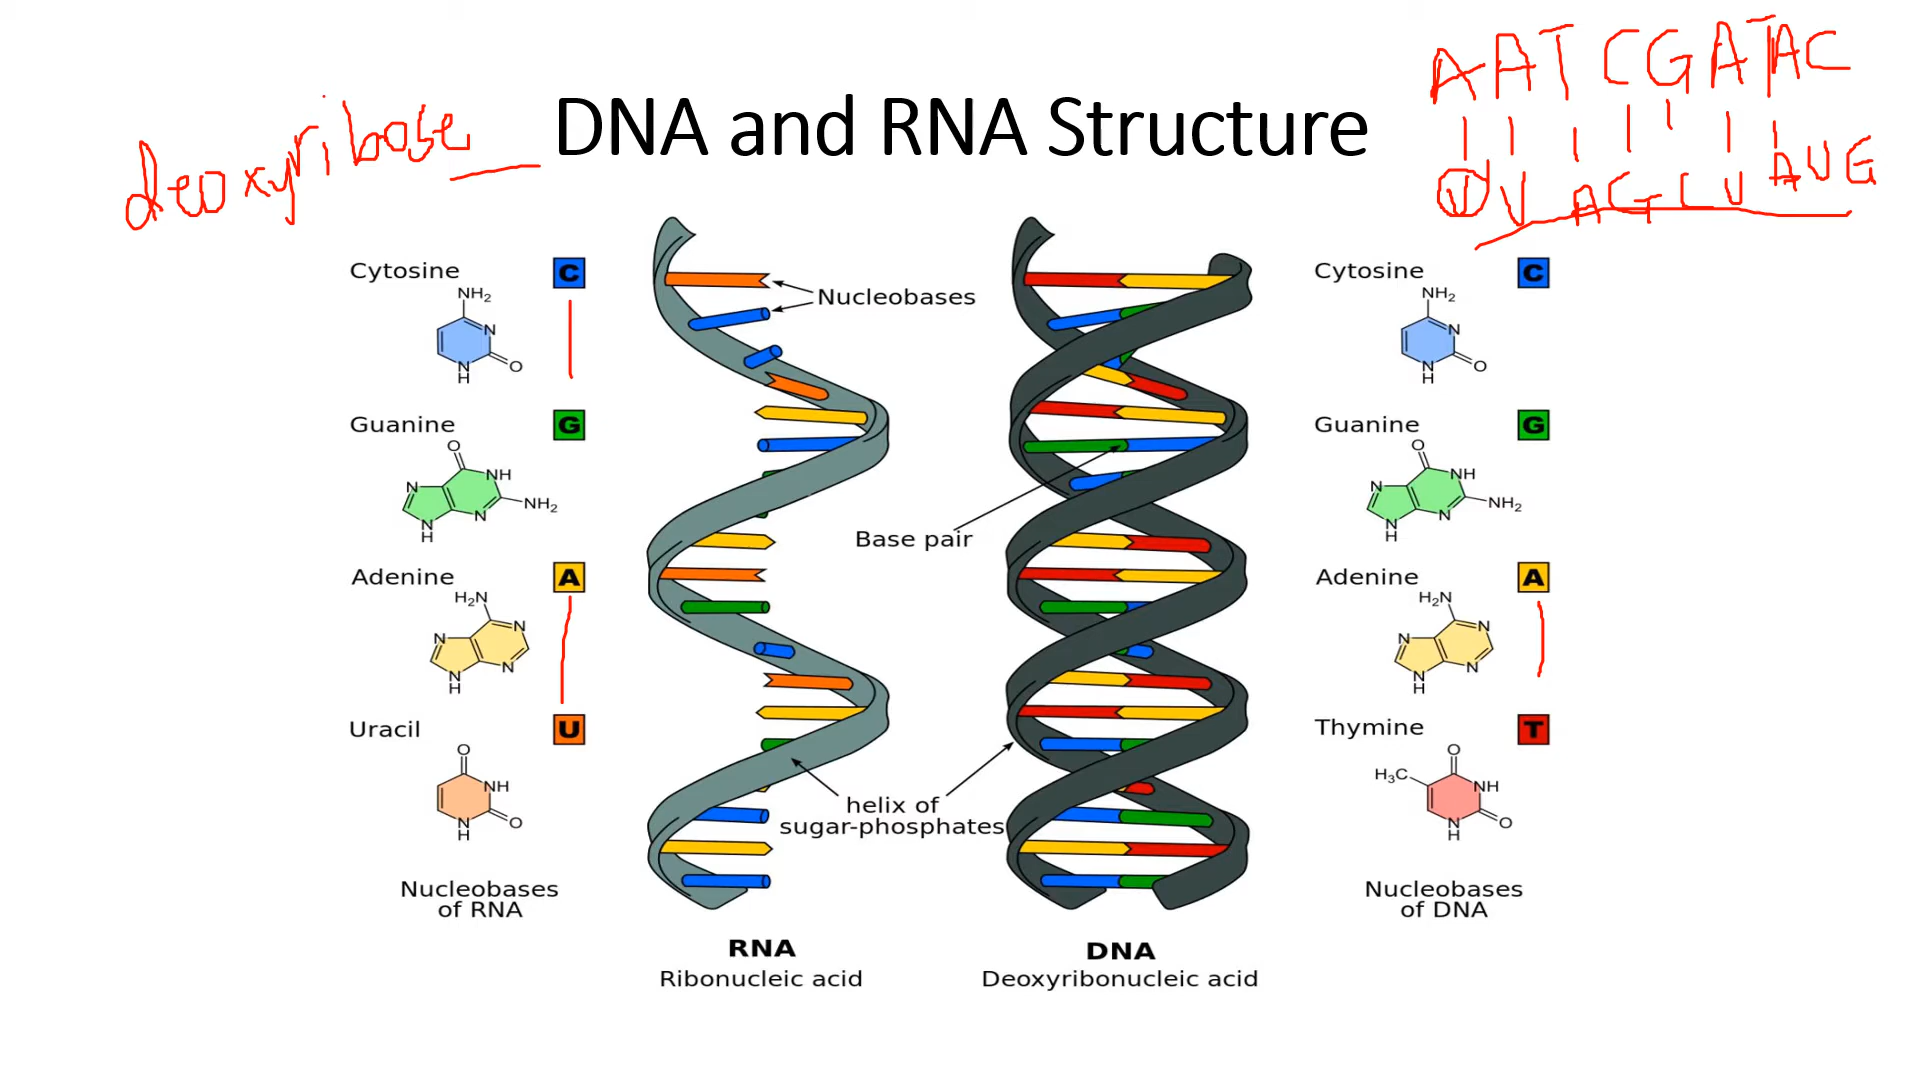 AATCGATAC
DNA and RNA Structure
deoxyribose
UUAGCUAUG
Cytosine C
NH₂
N
O
N
H
Guanine G
O
N
NH
N
H
N
NH₂
Adenine A
H₂N
N
N
N
H
N
Uracil U
O
NH
N
H
O
Nucleobases
of RNA
Nucleobases
Base pair
helix of
sugar-phosphates
RNA
Ribonucleic acid
DNA
Deoxyribonucleic acid
Cytosine C
NH₂
N
O
N
H
Guanine G
O
N
NH
N
H
N
NH₂
Adenine A
H₂N
N
N
N
H
N
Thymine T
O
H₃C
NH
N
H
O
Nucleobases
of DNA